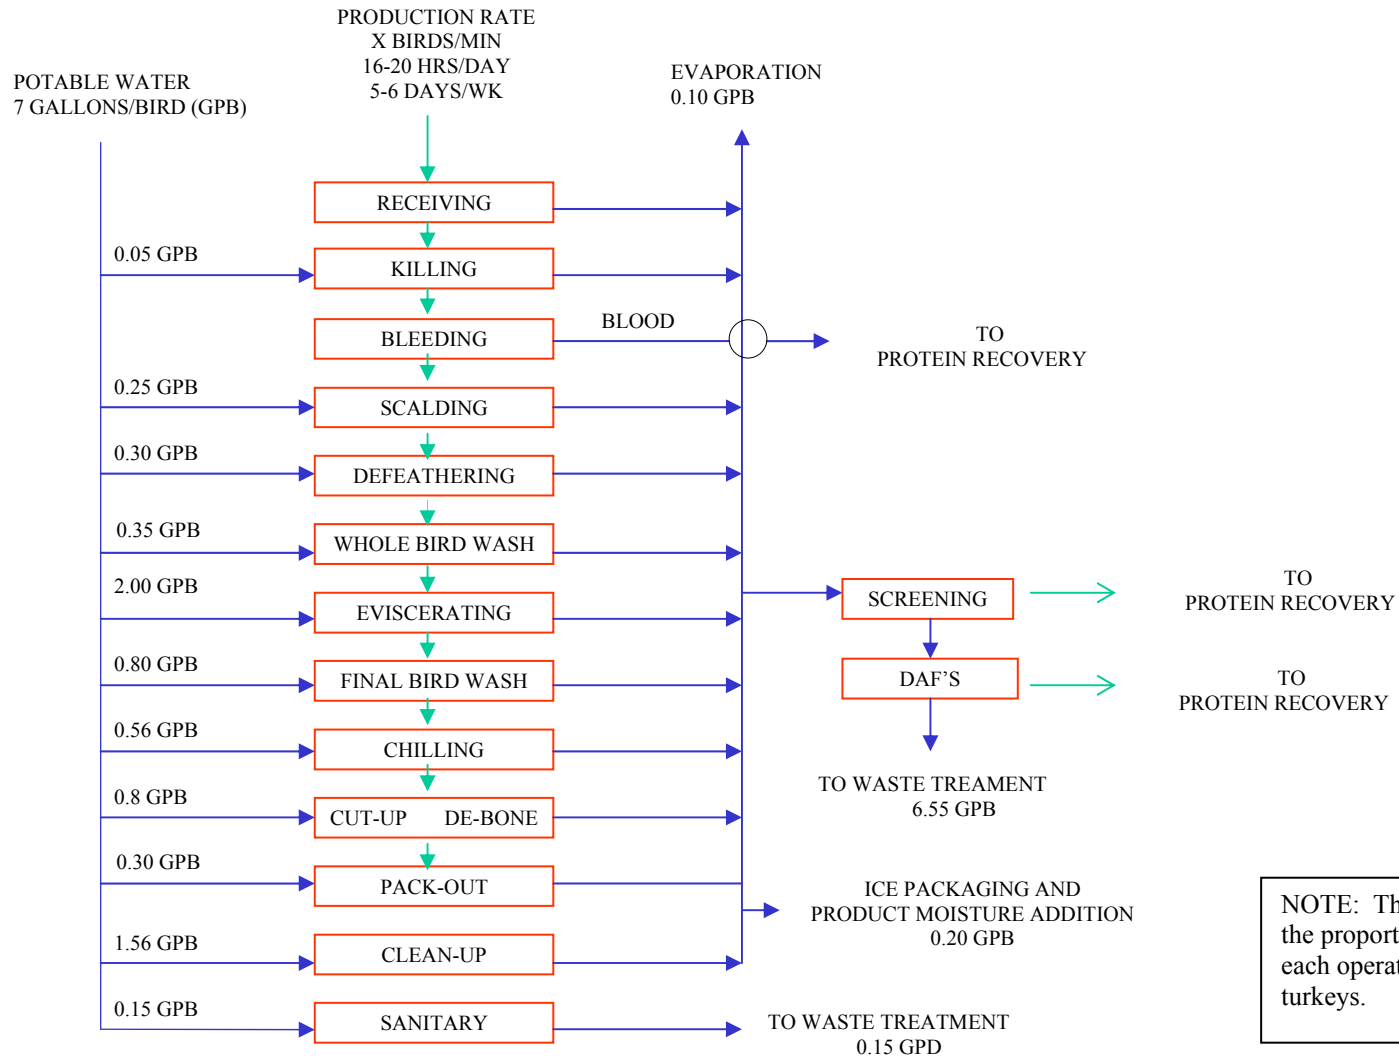 PRODUCTION RATE
X BIRDS/MIN
16-20 HRS/DAY
5-6 DAYS/WK
POTABLE WATER
7 GALLONS/BIRD (GPB)
EVAPORATION
0.10 GPB
RECEIVING
0.05 GPB
KILLING
BLEEDING
BLOOD
TO
PROTEIN RECOVERY
0.25 GPB
SCALDING
0.30 GPB
DEFEATHERING
0.35 GPB
WHOLE BIRD WASH
2.00 GPB
EVISCERATING
SCREENING
TO
PROTEIN RECOVERY
0.80 GPB
FINAL BIRD WASH
DAF'S
TO
PROTEIN RECOVERY
0.56 GPB
CHILLING
TO WASTE TREAMENT
6.55 GPB
0.8 GPB
CUT-UP DE-BONE
0.30 GPB
PACK-OUT
ICE PACKAGING AND
PRODUCT MOISTURE ADDITION
0.20 GPB
1.56 GPB
CLEAN-UP
0.15 GPB
SANITARY
TO WASTE TREATMENT
0.15 GPD
NOTE:
the
each
turkeys.